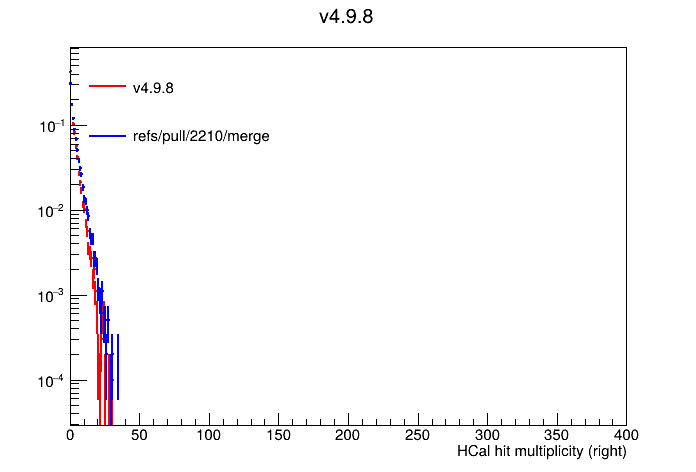 v4.9.8
v4.9.8
refs/pull/2210/merge
10⁻¹
10⁻²
10⁻³
10⁻⁴
0 50 100 150 200 250 300 350 400
HCal hit multiplicity (right)